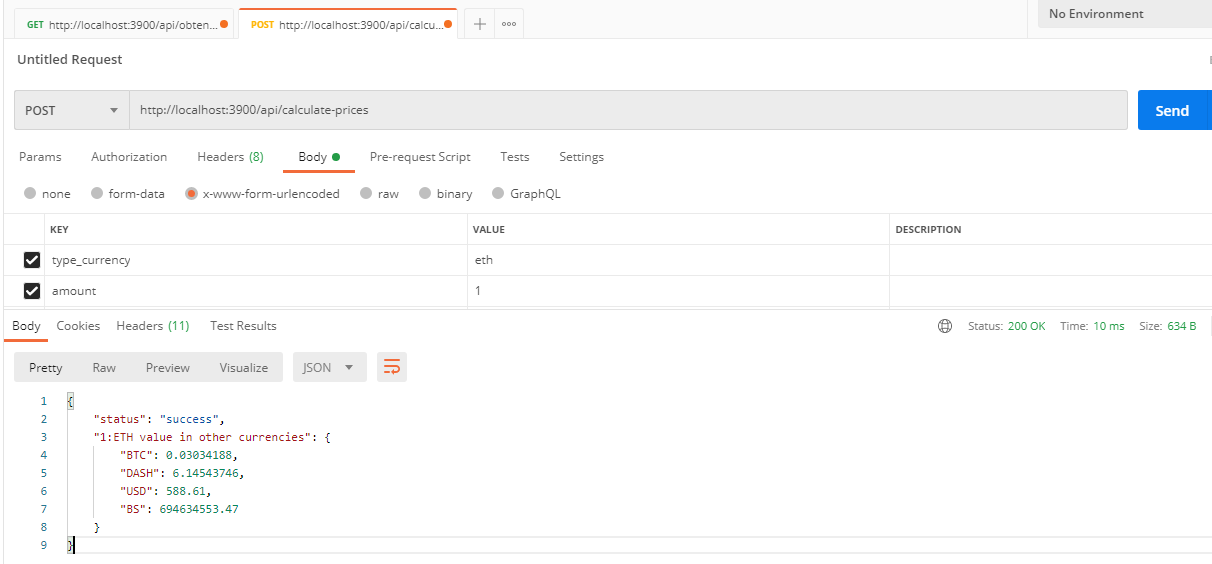 GET http://localhost:3900/api/obten... POST http://localhost:3900/api/calcu... No Environment
Untitled Request
POST http://localhost:3900/api/calculate-prices Send
Params Authorization Headers (8) Body Pre-request Script Tests Settings
none form-data x-www-form-urlencoded raw binary GraphQL
KEY VALUE DESCRIPTION
type_currency eth
amount 1
Body Cookies Headers (11) Test Results Status: 200 OK Time: 10 ms Size: 634 B
Pretty Raw Preview Visualize JSON
1 {
2 "status": "success",
3 "1:ETH value in other currencies": {
4 "BTC": 0.03034188,
5 "DASH": 6.14543746,
6 "USD": 588.61,
7 "BS": 694634553.47
8 }
9 }